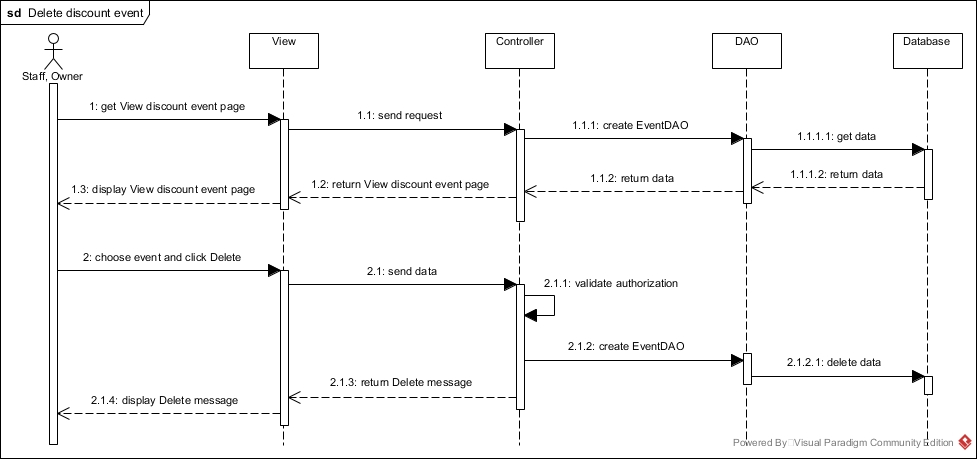 sd Delete discount event
View
Controller
DAO
Database
Staff, Owner
1: get View discount event page
1.1: send request
1.1.1: create EventDAO
1.1.1.1: get data
1.1.1.2: return data
1.1.2: return data
1.2: return View discount event page
1.3: display View discount event page
2: choose event and click Delete
2.1: send data
2.1.1: validate authorization
2.1.2: create EventDAO
2.1.2.1: delete data
2.1.3: return Delete message
2.1.4: display Delete message
Powered By Visual Paradigm Community Edition